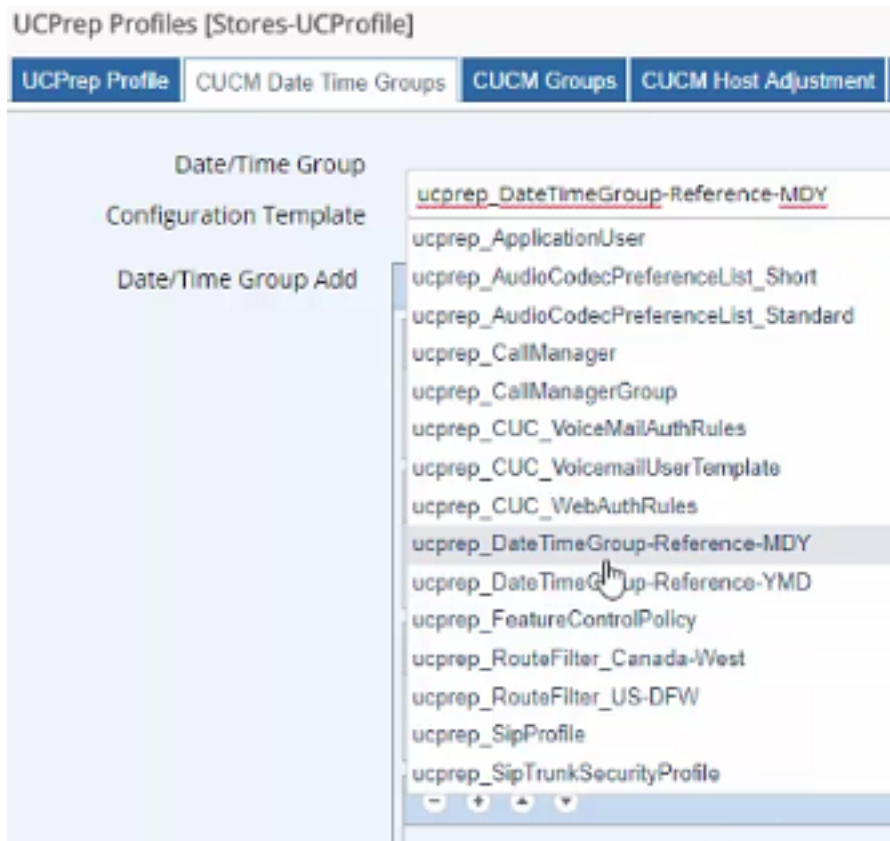 UCPrep Profiles [Stores-UCProfile]
UCPrep Profile CUCM Date Time Groups CUCM Groups CUCM Host Adjustment
Date/Time Group
Configuration Template
ucprep_DateTimeGroup-Reference-MDY
Date/Time Group Add
ucprep_ApplicationUser
ucprep_AudioCodecPreferenceList_Short
ucprep_AudioCodecPreferenceList_Standard
ucprep_CallManager
ucprep_CallManagerGroup
ucprep_CUC_VoiceMailAuthRules
ucprep_CUC_VoicemailUserTemplate
ucprep_CUC_WebAuthRules
ucprep_DateTimeGroup-Reference-MDY
ucprep_DateTimeGroup-Reference-YMD
ucprep_FeatureControlPolicy
ucprep_RouteFilter_Canada-West
ucprep_RouteFilter_US-DFW
ucprep_SipProfile
ucprep_SipTrunkSecurityProfile